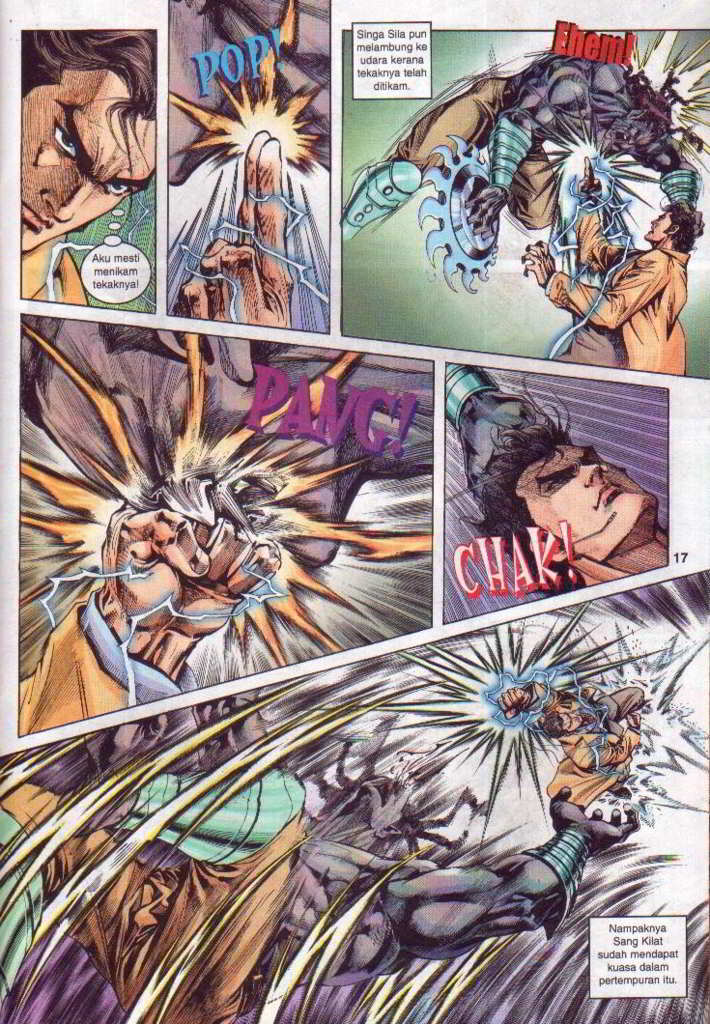 Aku mesti
menikam
tekaknya!
POP!
Singa Sila pun
melambung ke
udara kerana
tekaknya telah
ditikam.
Ehem!
PANG!
CHAK!
17
Nampaknya
Sang Kilat
sudah mendapat
kuasa dalam
pertempuran itu.